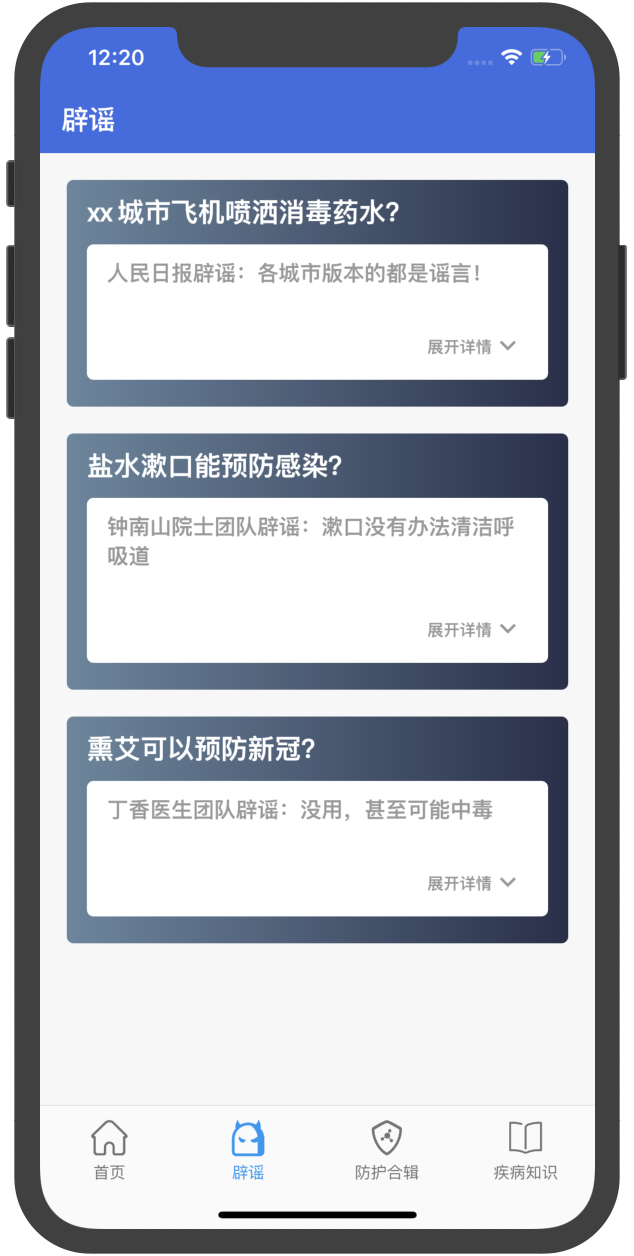 12:20
辟谣
xx 城市飞机喷洒消毒药水?
人民日报辟谣：各城市版本的都是谣言！
展开详情
盐水漱口能预防感染?
钟南山院士团队辟谣：漱口没有办法清洁呼
吸道
展开详情
熏艾可以预防新冠?
丁香医生团队辟谣：没用，甚至可能中毒
展开详情
首页 辟谣 防护合辑 疾病知识